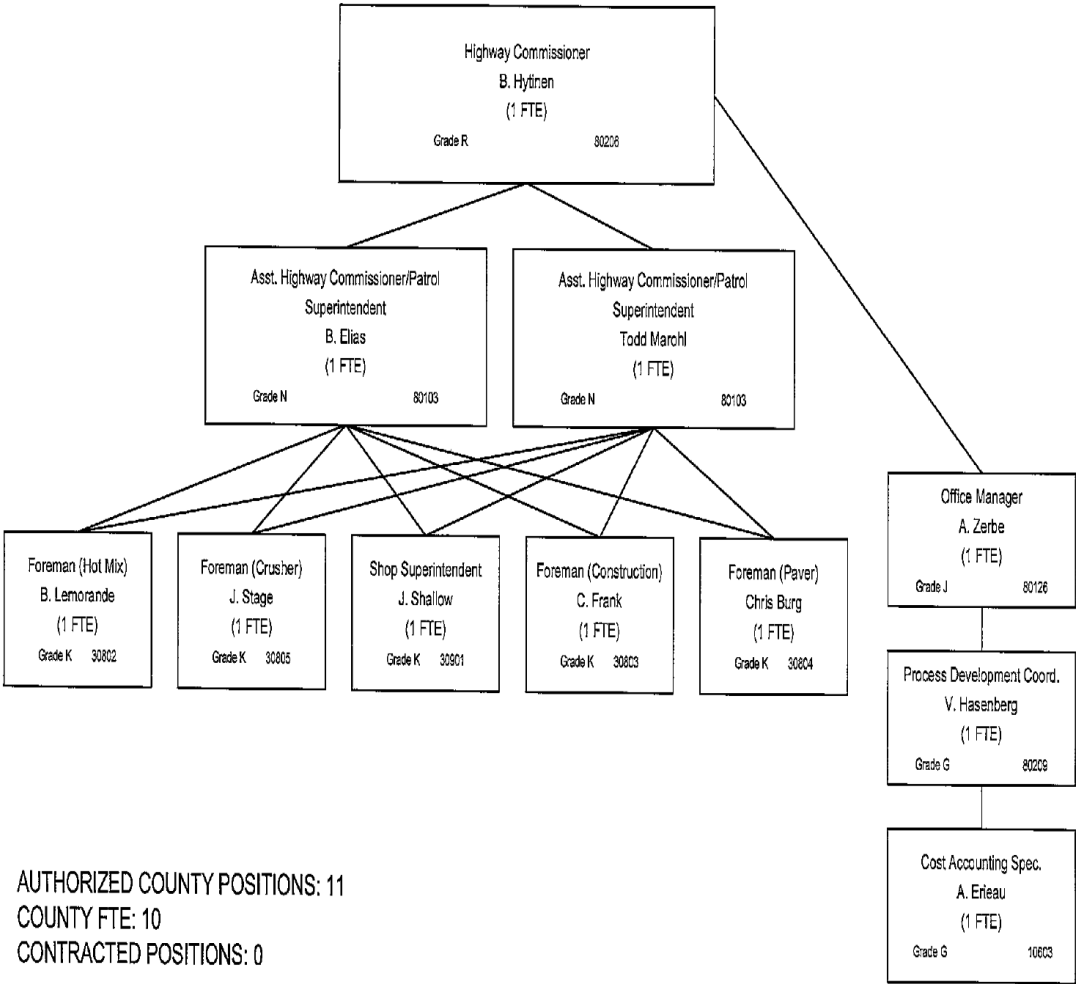 Highway Commissioner
B. Hytinen
(1 FTE)
Grade R 80208
Asst. Highway Commissioner/Patrol
Superintendent
B. Elias
(1 FTE)
Grade N 80103
Asst. Highway Commissioner/Patrol
Superintendent
Todd Marohl
(1 FTE)
Grade N 80103
Foreman (Hot Mix)
B. Lemorande
(1 FTE)
Grade K 30802
Foreman (Crusher)
J. Stage
(1 FTE)
Grade K 30805
Shop Superintendent
J. Shallow
(1 FTE)
Grade K 30901
Foreman (Construction)
C. Frank
(1 FTE)
Grade K 30803
Foreman (Paver)
Chris Burg
(1 FTE)
Grade K 30804
Office Manager
A. Zerbe
(1 FTE)
Grade J 80126
Process Development Coord.
V. Hasenberg
(1 FTE)
Grade G 80209
Cost Accounting Spec.
A. Erieau
(1 FTE)
Grade G 10603
AUTHORIZED COUNTY POSITIONS: 11
COUNTY FTE: 10
CONTRACTED POSITIONS: 0